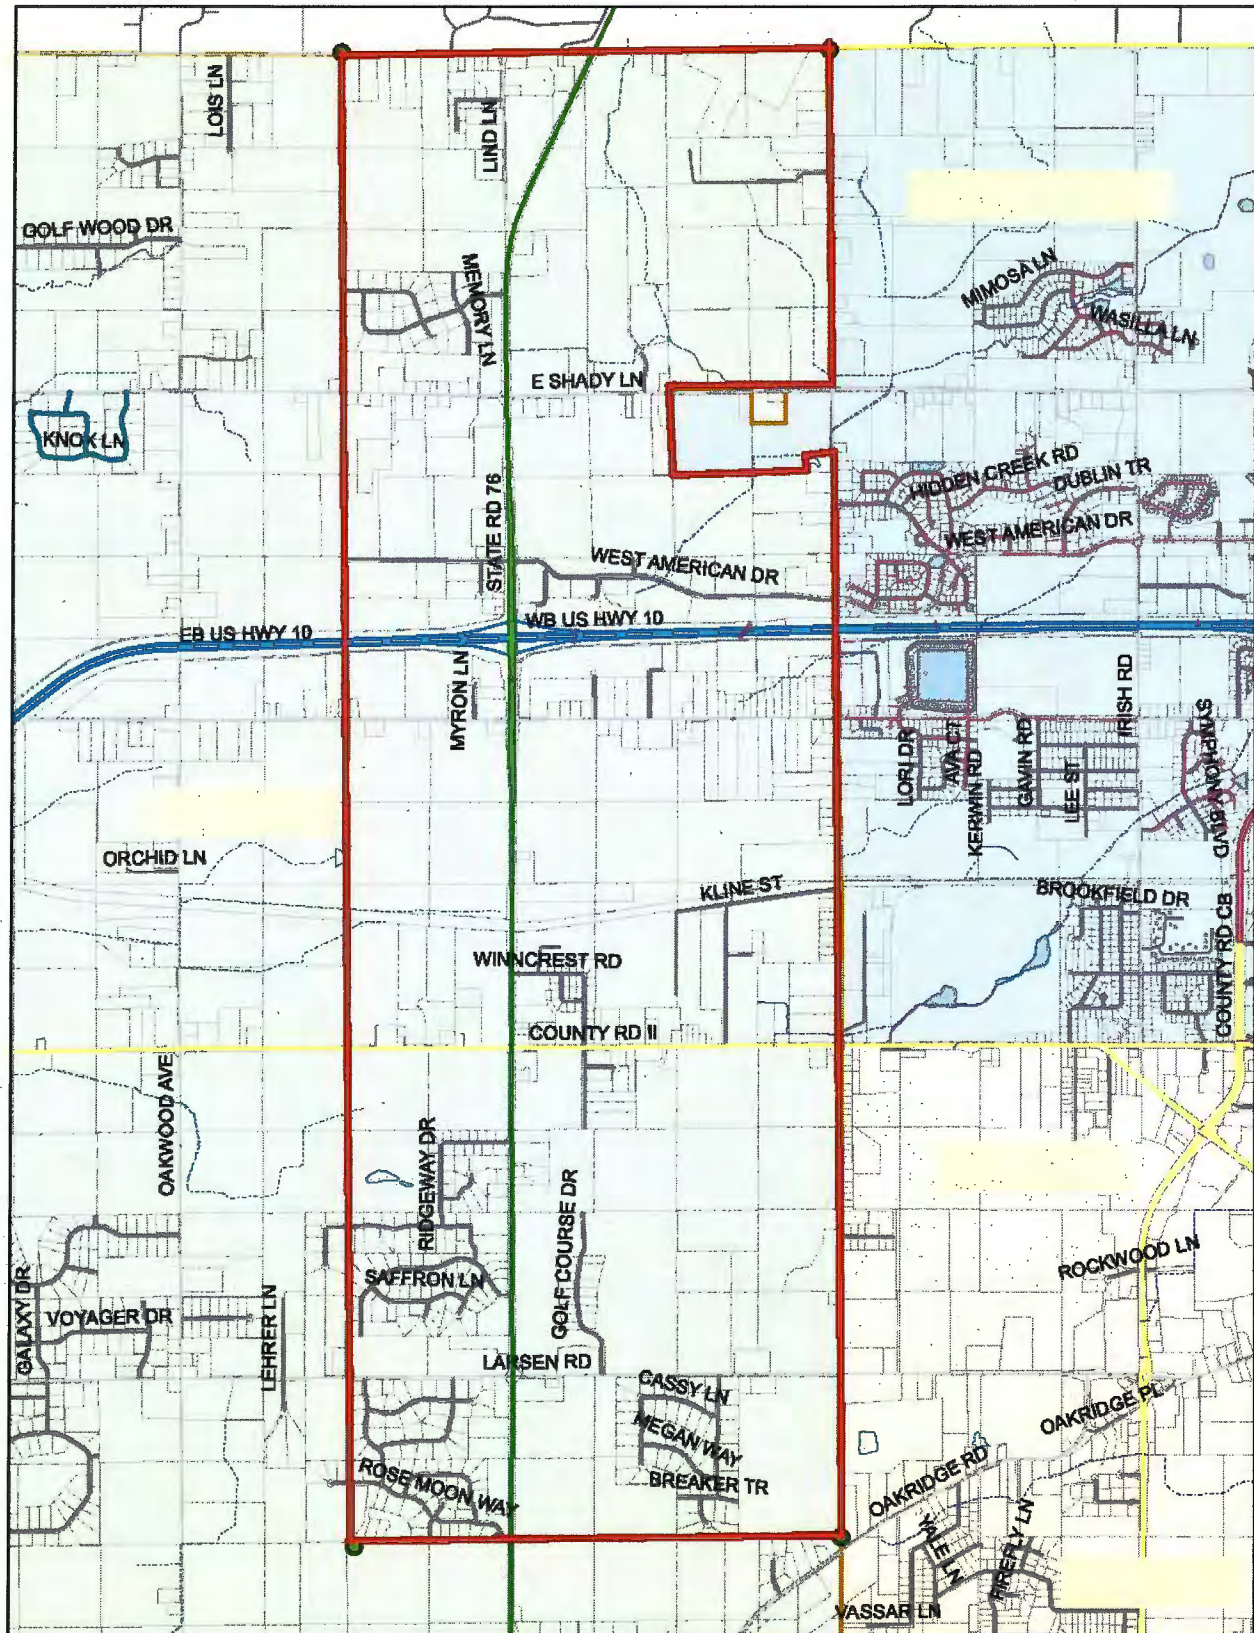 LOIS LN
LIND LN
GOLF WOOD DR
MEMORY LN
MIMOSA LN
WASILLA LN
E SHADY LN
KNOX LN
HIDDEN CREEK RD
DUBLIN TR
STATE RD 76
WEST AMERICAN DR
WEST AMERICAN DR
EB US HWY 10
WB US HWY 10
MYRON LN
IRISH RD
LORI DR
AVA CT
KERWIN RD
GAVIN RD
LEE ST
SYMPHONY BLVD
ORCHID LN
KLINE ST
BROOKFIELD DR
WINNCREST RD
COUNTY RD CB
COUNTY RD II
OAKWOOD AVE
RIDGEWAY DR
GOLF COURSE DR
ROCKWOOD LN
SAFFRON LN
GALAXY DR
VOYAGER DR
LEHRER LN
LARSEN RD
CASSY LN
OAKRIDGE PL
MEGAN WAY
ROSE MOON WAY
BREAKER TR
OAKRIDGE RD
YALE LN
FIREFLY LN
VASSAR LN